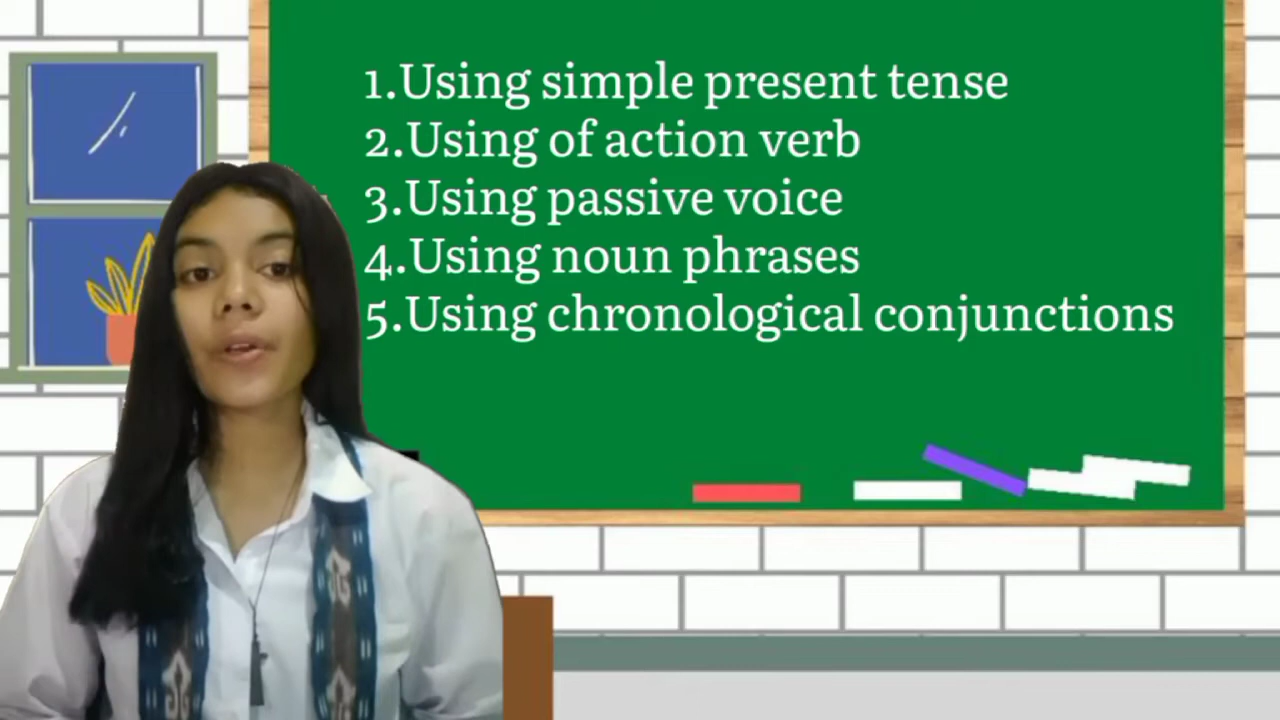 1.Using simple present tense
2.Using of action verb
3.Using passive voice
4.Using noun phrases
5.Using chronological conjunctions